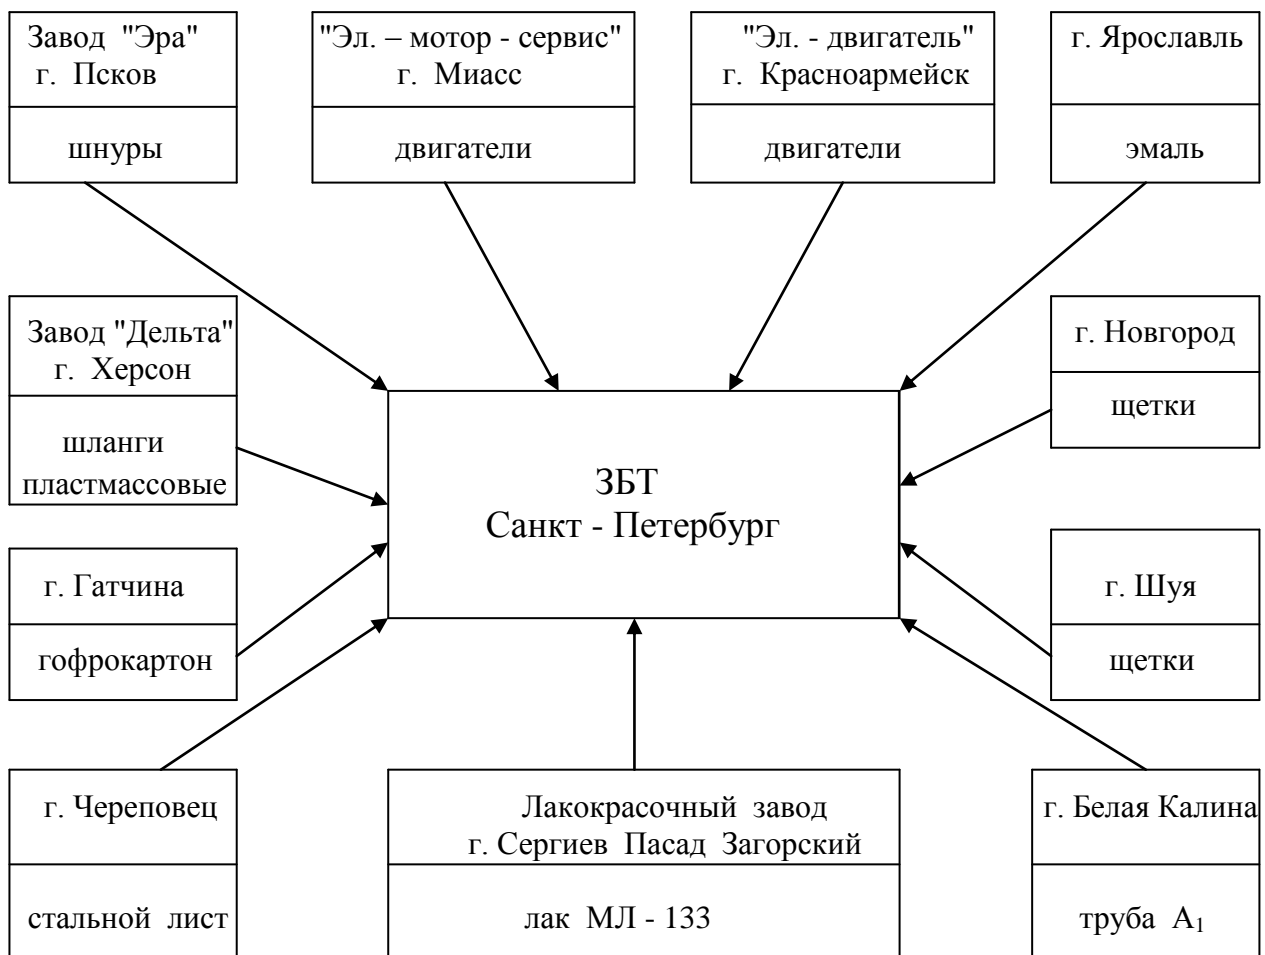 Завод "Эра"
г. Псков
шнуры
"Эл. – мотор - сервис"
г. Миасс
двигатели
"Эл. - двигатель"
г. Красноармейск
двигатели
г. Ярославль
эмаль
Завод "Дельта"
г. Херсон
шланги
пластмассовые
ЗБТ
Санкт - Петербург
г. Новгород
щетки
г. Гатчина
гофрокартон
г. Шуя
щетки
г. Череповец
стальной лист
Лакокрасочный завод
г. Сергиев Пасад Загорский
лак МЛ - 133
г. Белая Калина
труба А₁